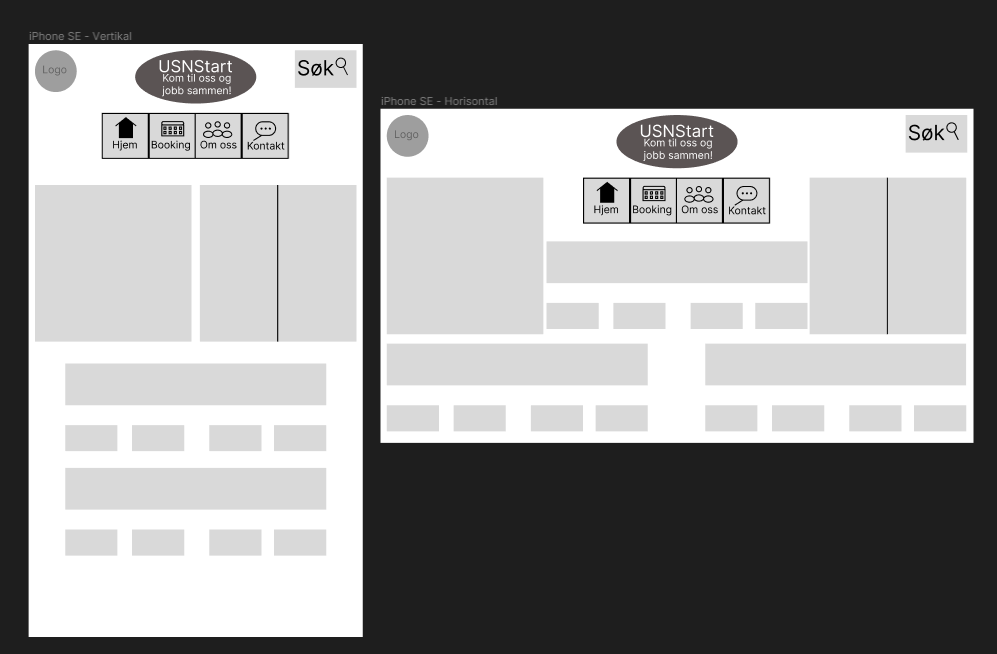 iPhone SE - Vertikal
Logo
USNStart
Kom til oss og
jobb sammen!
Søk
Hjem
Booking
Om oss
Kontakt
iPhone SE - Horisontal
Logo
USNStart
Kom til oss og
jobb sammen!
Søk
Hjem
Booking
Om oss
Kontakt